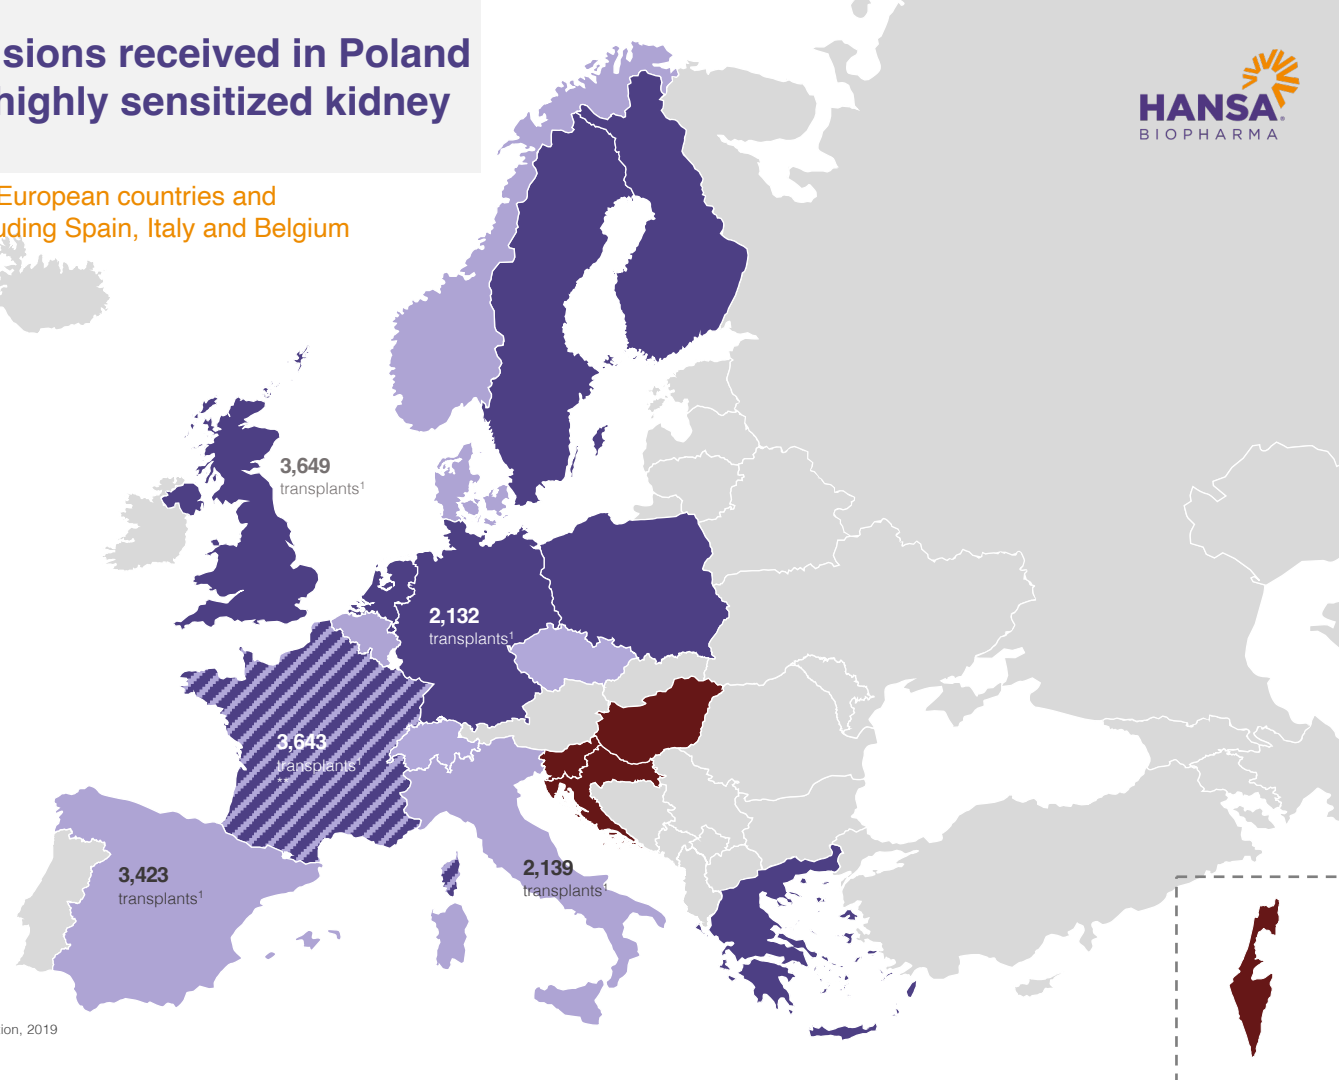 sions received in Poland
highly sensitized kidney
HANSA
BIOPHARMA
European countries and
uding Spain, Italy and Belgium
3,649
transplants¹
2,132
transplants¹
3,643
transplants¹
**
3,423
transplants¹
2,139
transplants¹
ion, 2019